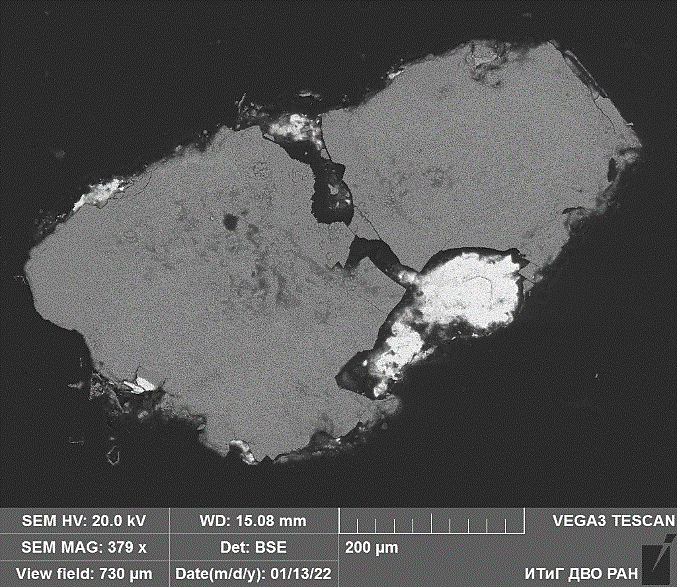 SEM HV: 20.0 kV WD: 15.08 mm VEGA3 TESCAN
SEM MAG: 379 x Det: BSE 200 µm
View field: 730 µm Date(m/d/y): 01/13/22 ИТиГ ДВО РАН